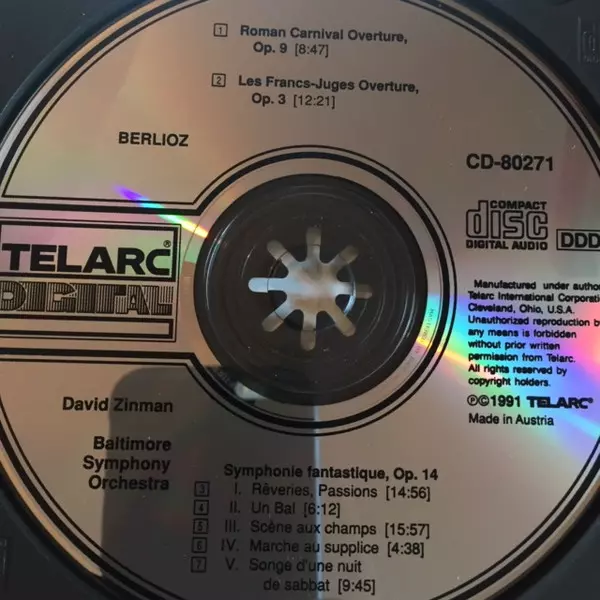 1 Roman Carnival Overture,
Op. 9 [8:47]
2 Les Francs-Juges Overture,
Op. 3 [12:21]
BERLIOZ
CD-80271
COMPACT
disc
DIGITAL AUDIO
DDD
TELARC®
DIGITAL
Manufactured under
Telarc International
Cleveland, Ohio, U.S.A.
Unauthorized reproduction
any means is forbidden
without prior written
permission from Telarc.
All rights reserved by
copyright holders.
℗©1991 TELARC®
Made in Austria
David Zinman
Baltimore
Symphony
Orchestra
Symphonie fantastique, Op. 14
3 I. Rêveries, Passions [14:56]
4 II. Un Bal [6:12]
5 III. Scène aux champs [15:57]
6 IV. Marche au supplice [4:38]
7 V. Songe d'une nuit
de sabbat [9:45]